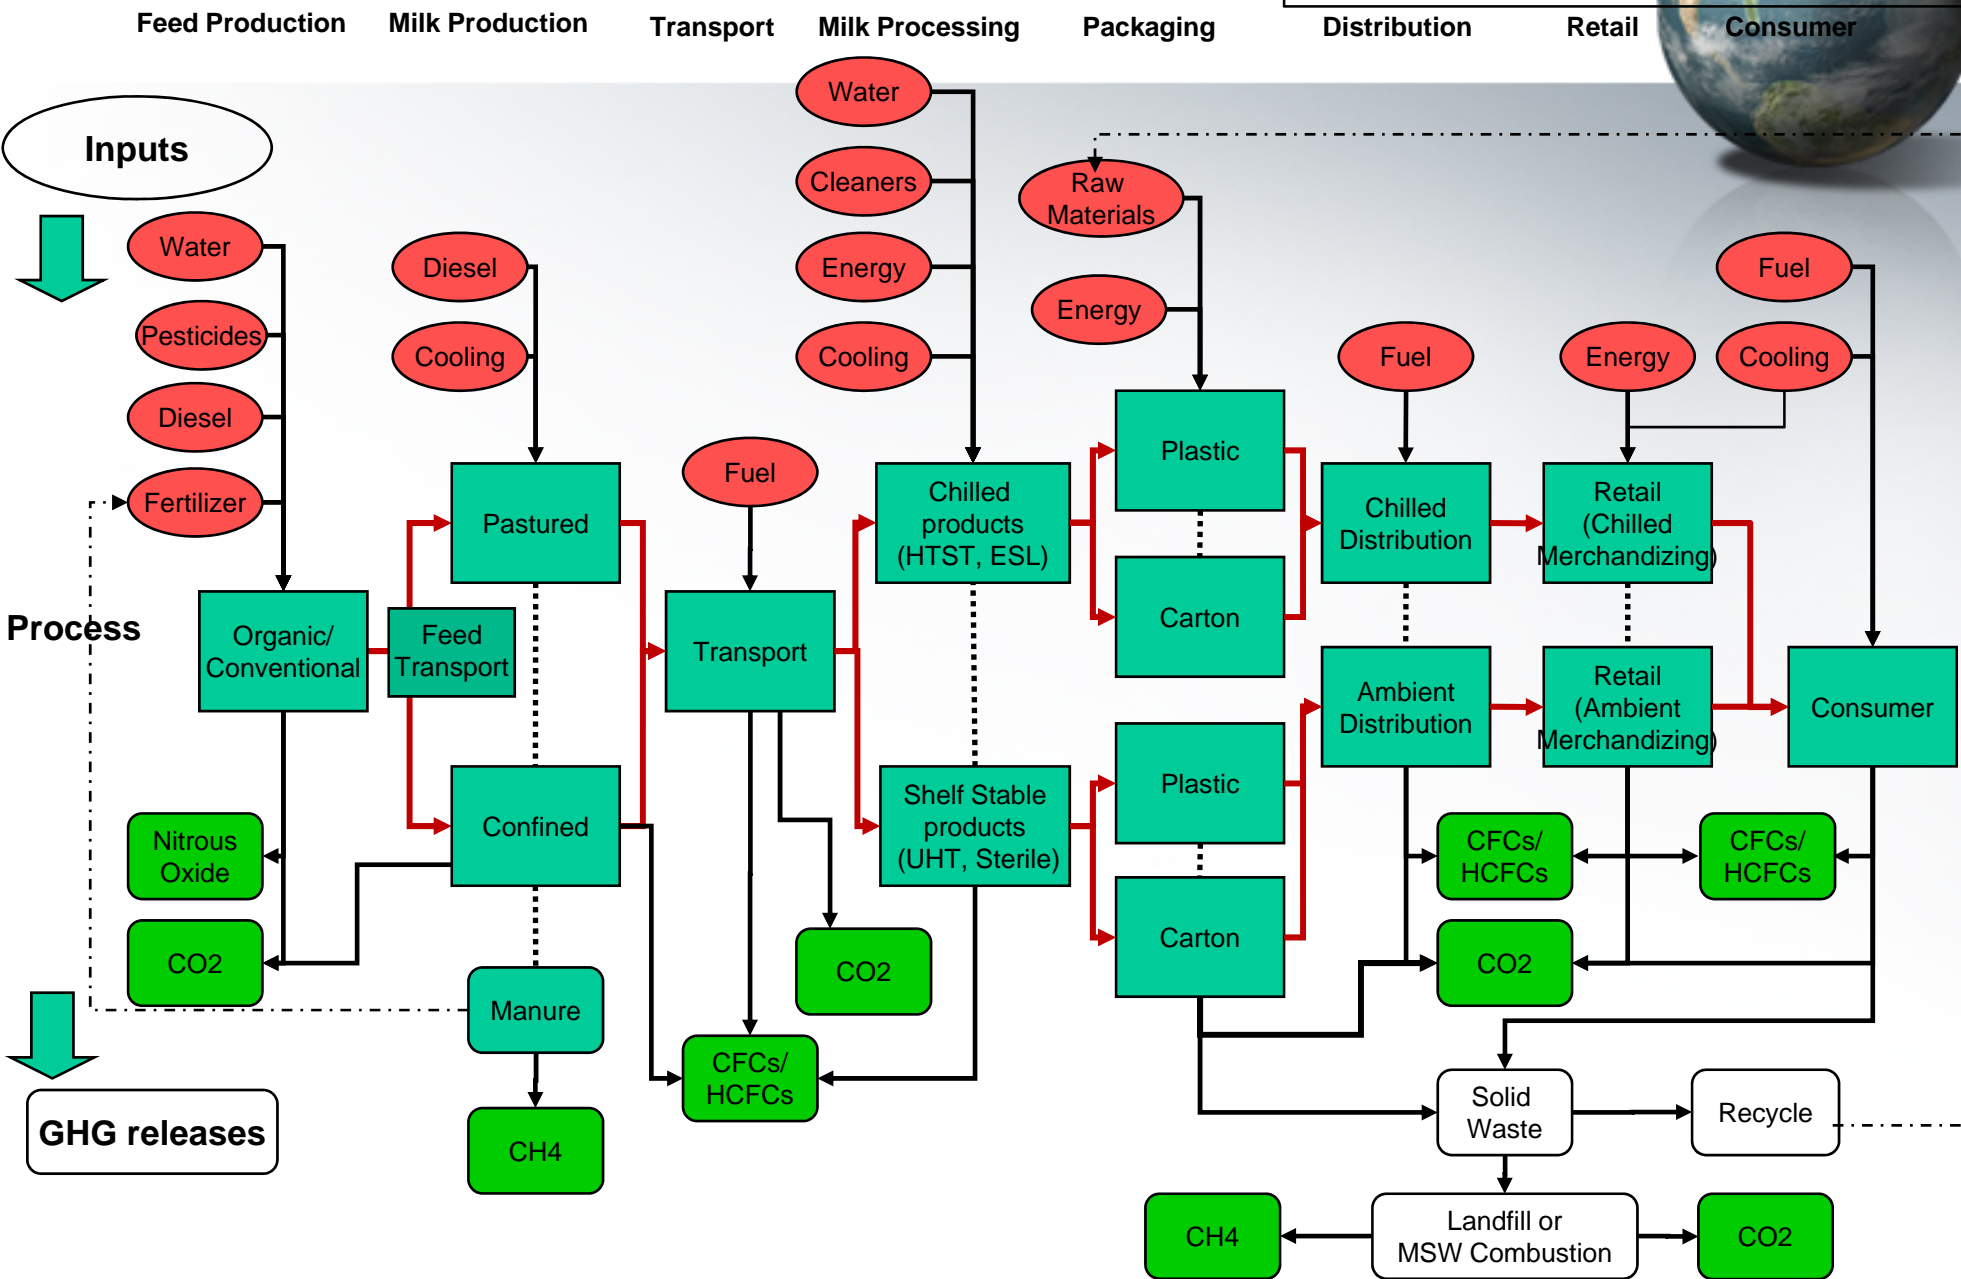 Feed Production
Milk Production
Transport
Milk Processing
Packaging
Distribution
Retail
Consumer
Inputs
Water
Pesticides
Diesel
Fertilizer
Diesel
Cooling
Fuel
Water
Cleaners
Energy
Cooling
Raw
Materials
Energy
Fuel
Energy
Fuel
Cooling
Process
Organic/
Conventional
Feed
Transport
Pastured
Confined
Transport
Chilled
products
(HTST, ESL)
Shelf Stable
products
(UHT, Sterile)
Plastic
Carton
Plastic
Carton
Chilled
Distribution
Ambient
Distribution
Retail
(Chilled
Merchandizing)
Retail
(Ambient
Merchandizing)
Consumer
Nitrous
Oxide
CO2
Manure
CH4
CFCs/
HCFCs
CO2
CFCs/
HCFCs
CFCs/
HCFCs
CO2
GHG releases
Solid
Waste
Recycle
CH4
Landfill or
MSW Combustion
CO2